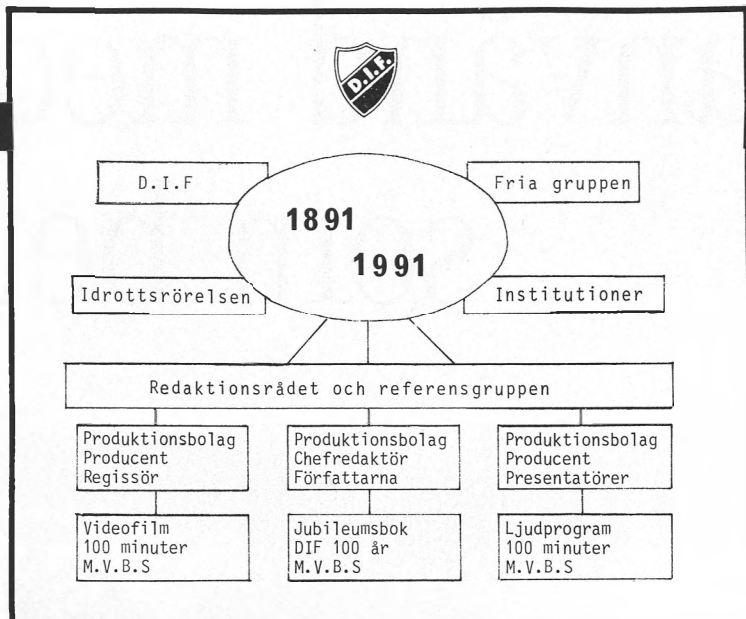 D.I.F.
D.I.F
Fria gruppen
1891
1991
Idrottsrörelsen
Institutioner
Redaktionsrådet och referensgruppen
Produktionsbolag
Producent
Regissör
Produktionsbolag
Chefredaktör
Författarna
Produktionsbolag
Producent
Presentatörer
Videofilm
100 minuter
M.V.B.S
Jubileumsbok
DIF 100 år
M.V.B.S
Ljudprogram
100 minuter
M.V.B.S